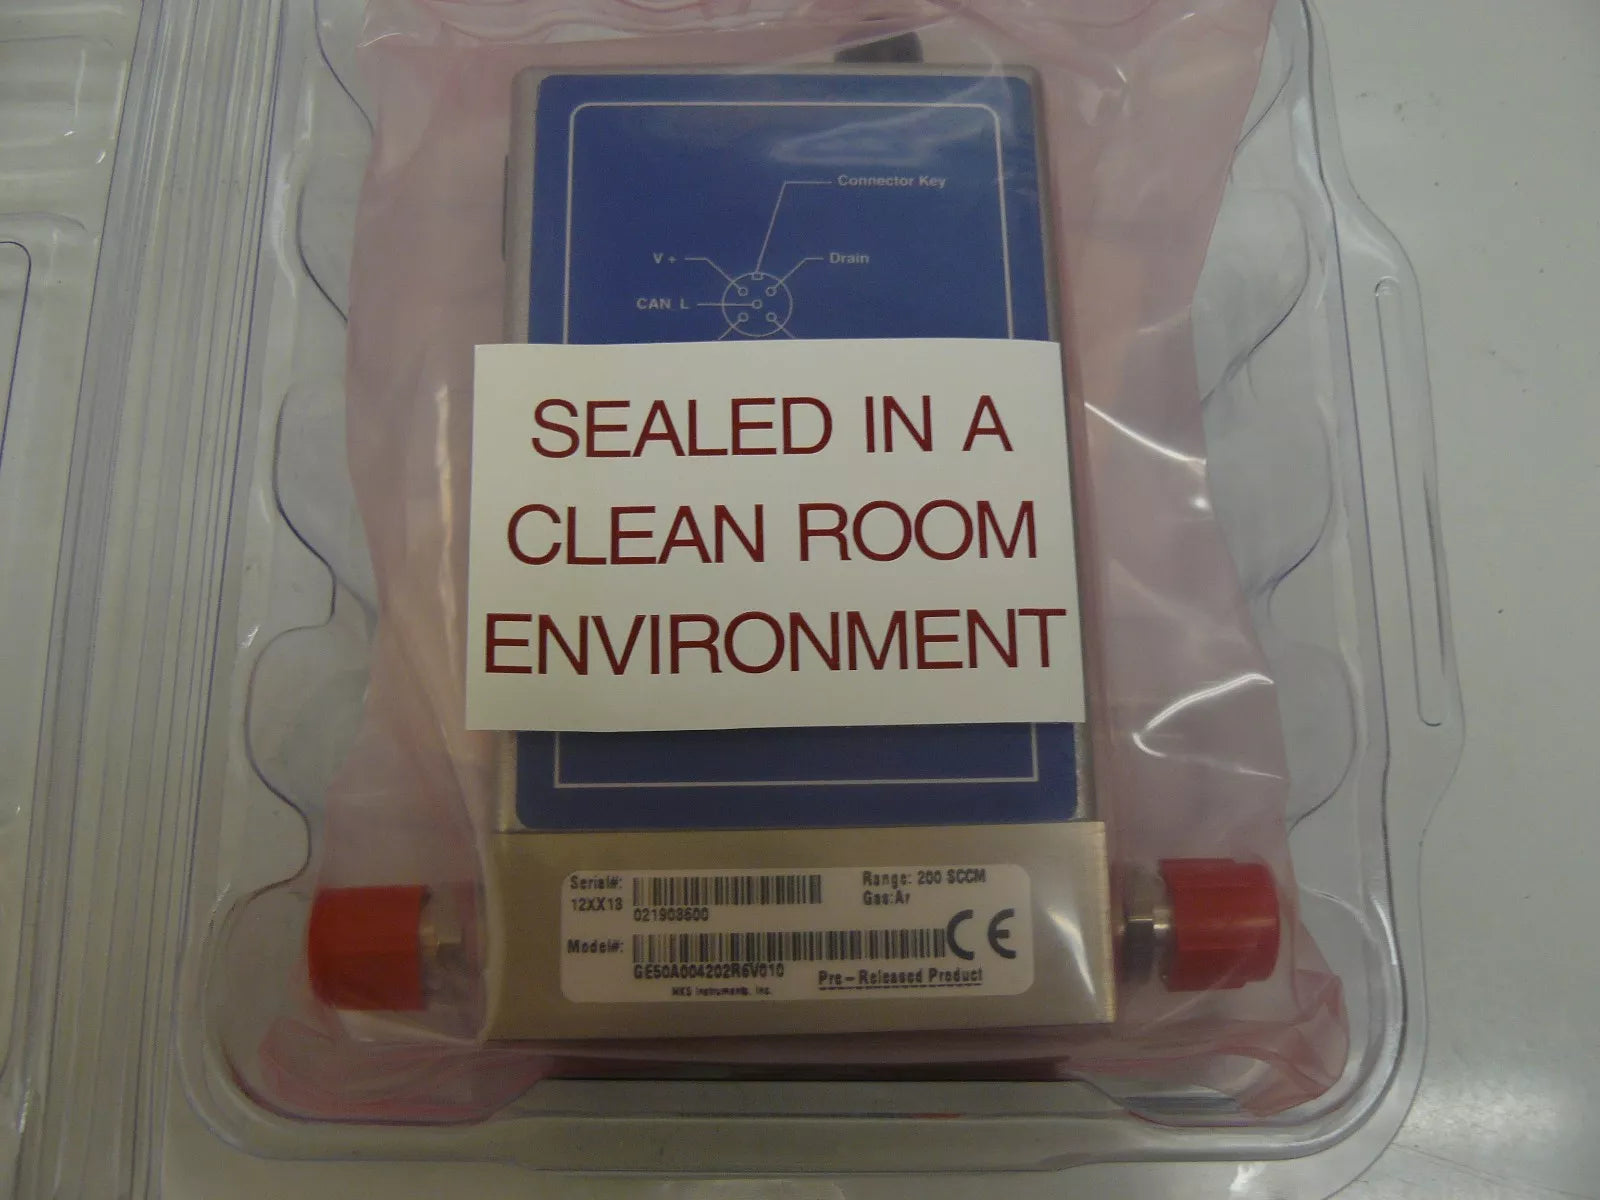 Connector Key
V +
Drain
CAN L
SEALED IN A
CLEAN ROOM
ENVIRONMENT
Serial#:
12XX13
021903600
Range: 200 SCCM
Gas:Ar
Model#:
GE50A004202R6V010
CE
Pre-Released Product
MKS Instruments, Inc.